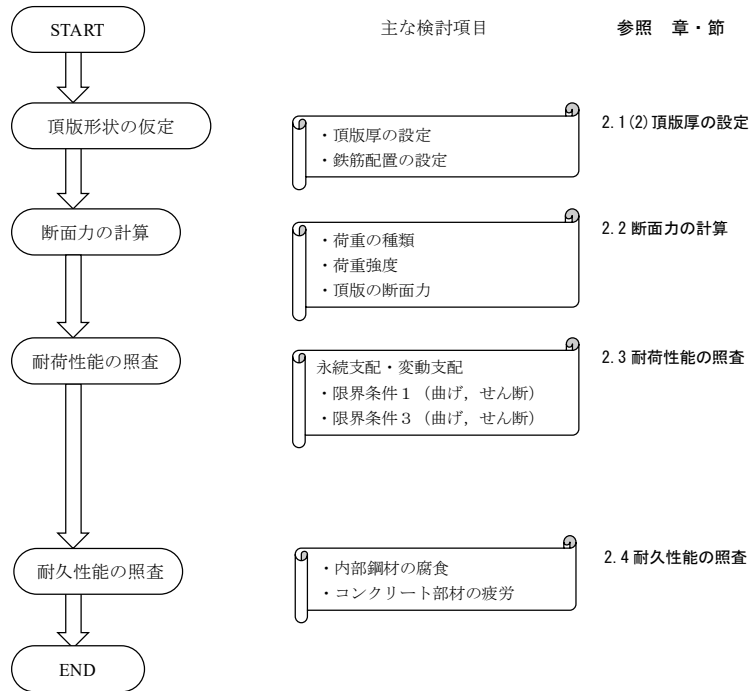 START
主な検討項目
参照　章・節
頂版形状の仮定
・頂版厚の設定
・鉄筋配置の設定
2.1(2)頂版厚の設定
断面力の計算
・荷重の種類
・荷重強度
・頂版の断面力
2.2 断面力の計算
耐荷性能の照査
永続支配・変動支配
・限界条件１（曲げ，せん断）
・限界条件３（曲げ，せん断）
2.3 耐荷性能の照査
耐久性能の照査
・内部鋼材の腐食
・コンクリート部材の疲労
2.4 耐久性能の照査
END